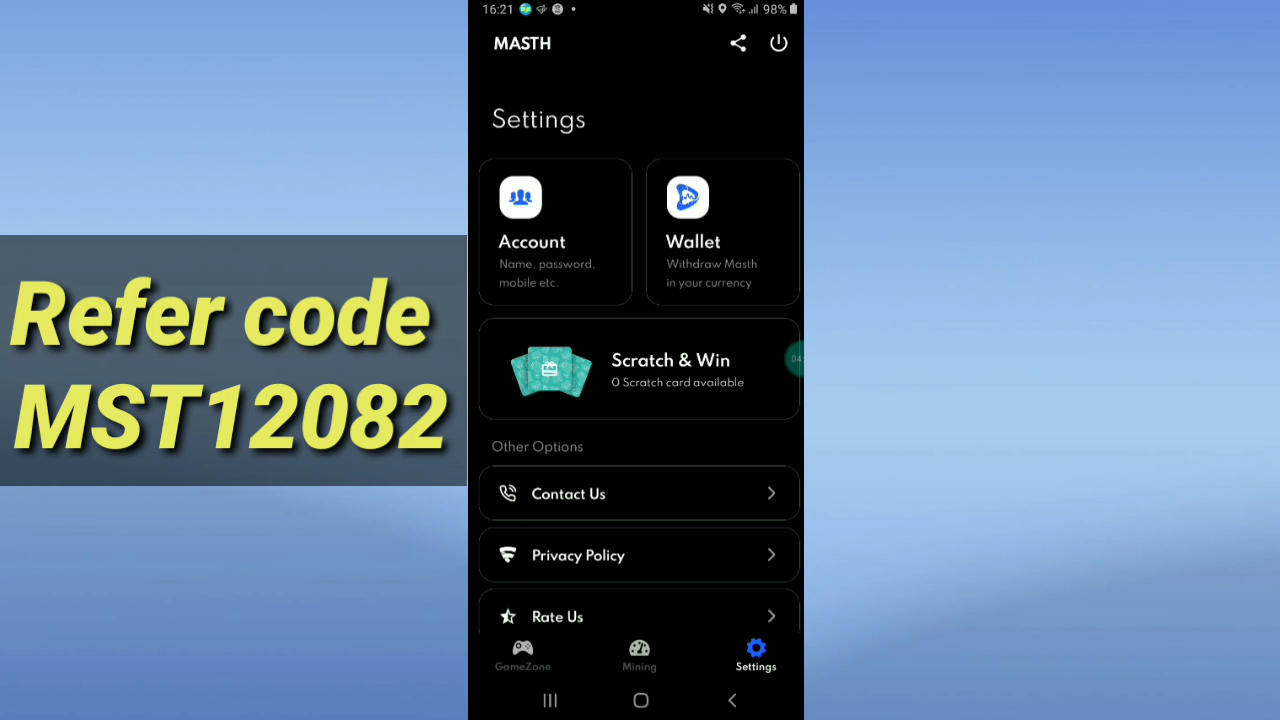 Refer code
MST12082
16:21
98%
MASTH
Settings
Account
Name, password,
mobile etc.
Wallet
Withdraw Masth
in your currency
Scratch & Win
0 Scratch card available
04
Other Options
Contact Us
Privacy Policy
Rate Us
GameZone
Mining
Settings